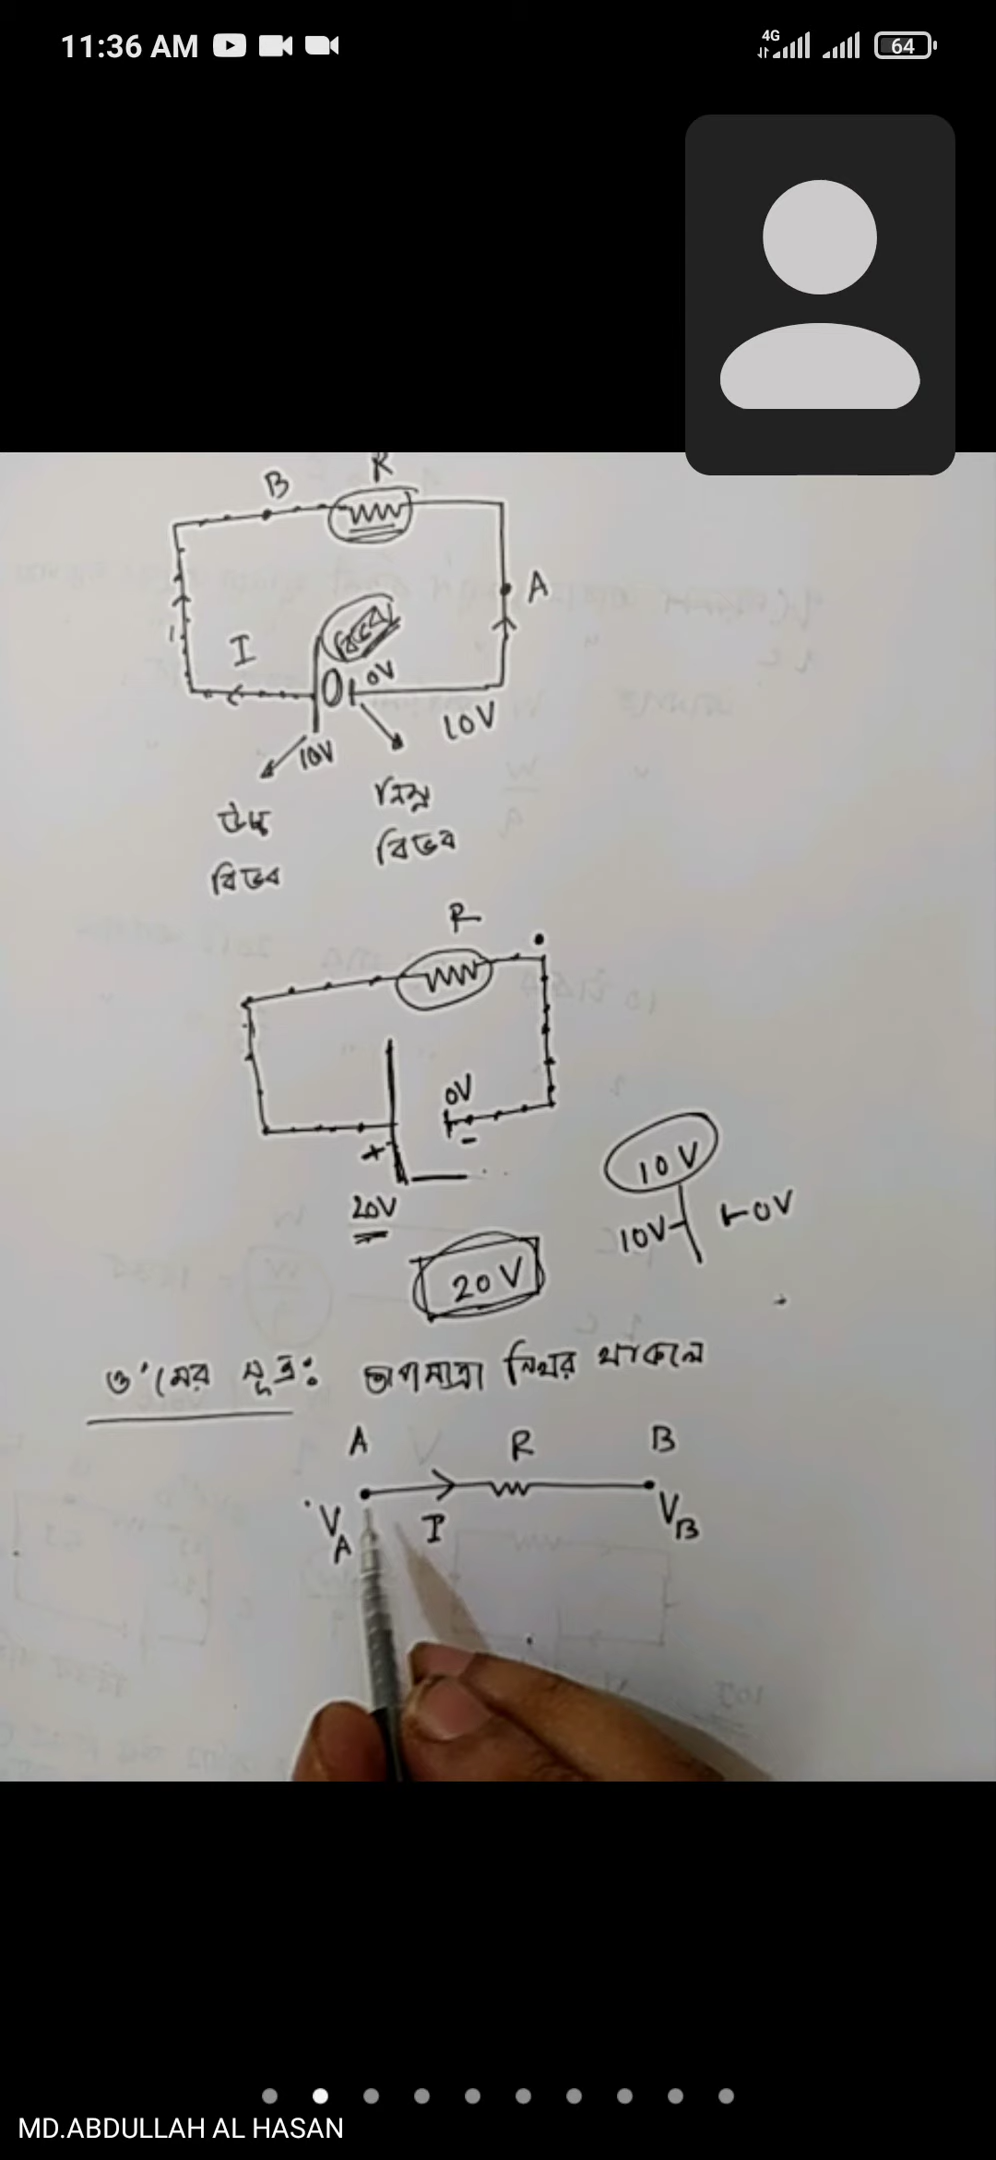 11:36 AM
4G
64
R
B
A
I
0V
10V
10V
উচ্চ
নিম্ন
বিভব
বিভব
R
0V
+
-
20V
10V
10V
0V
20V
ও'মের সূত্র: তাপমাত্রা স্থির থাকলে
A
R
B
VA
I
VB
MD.ABDULLAH AL HASAN